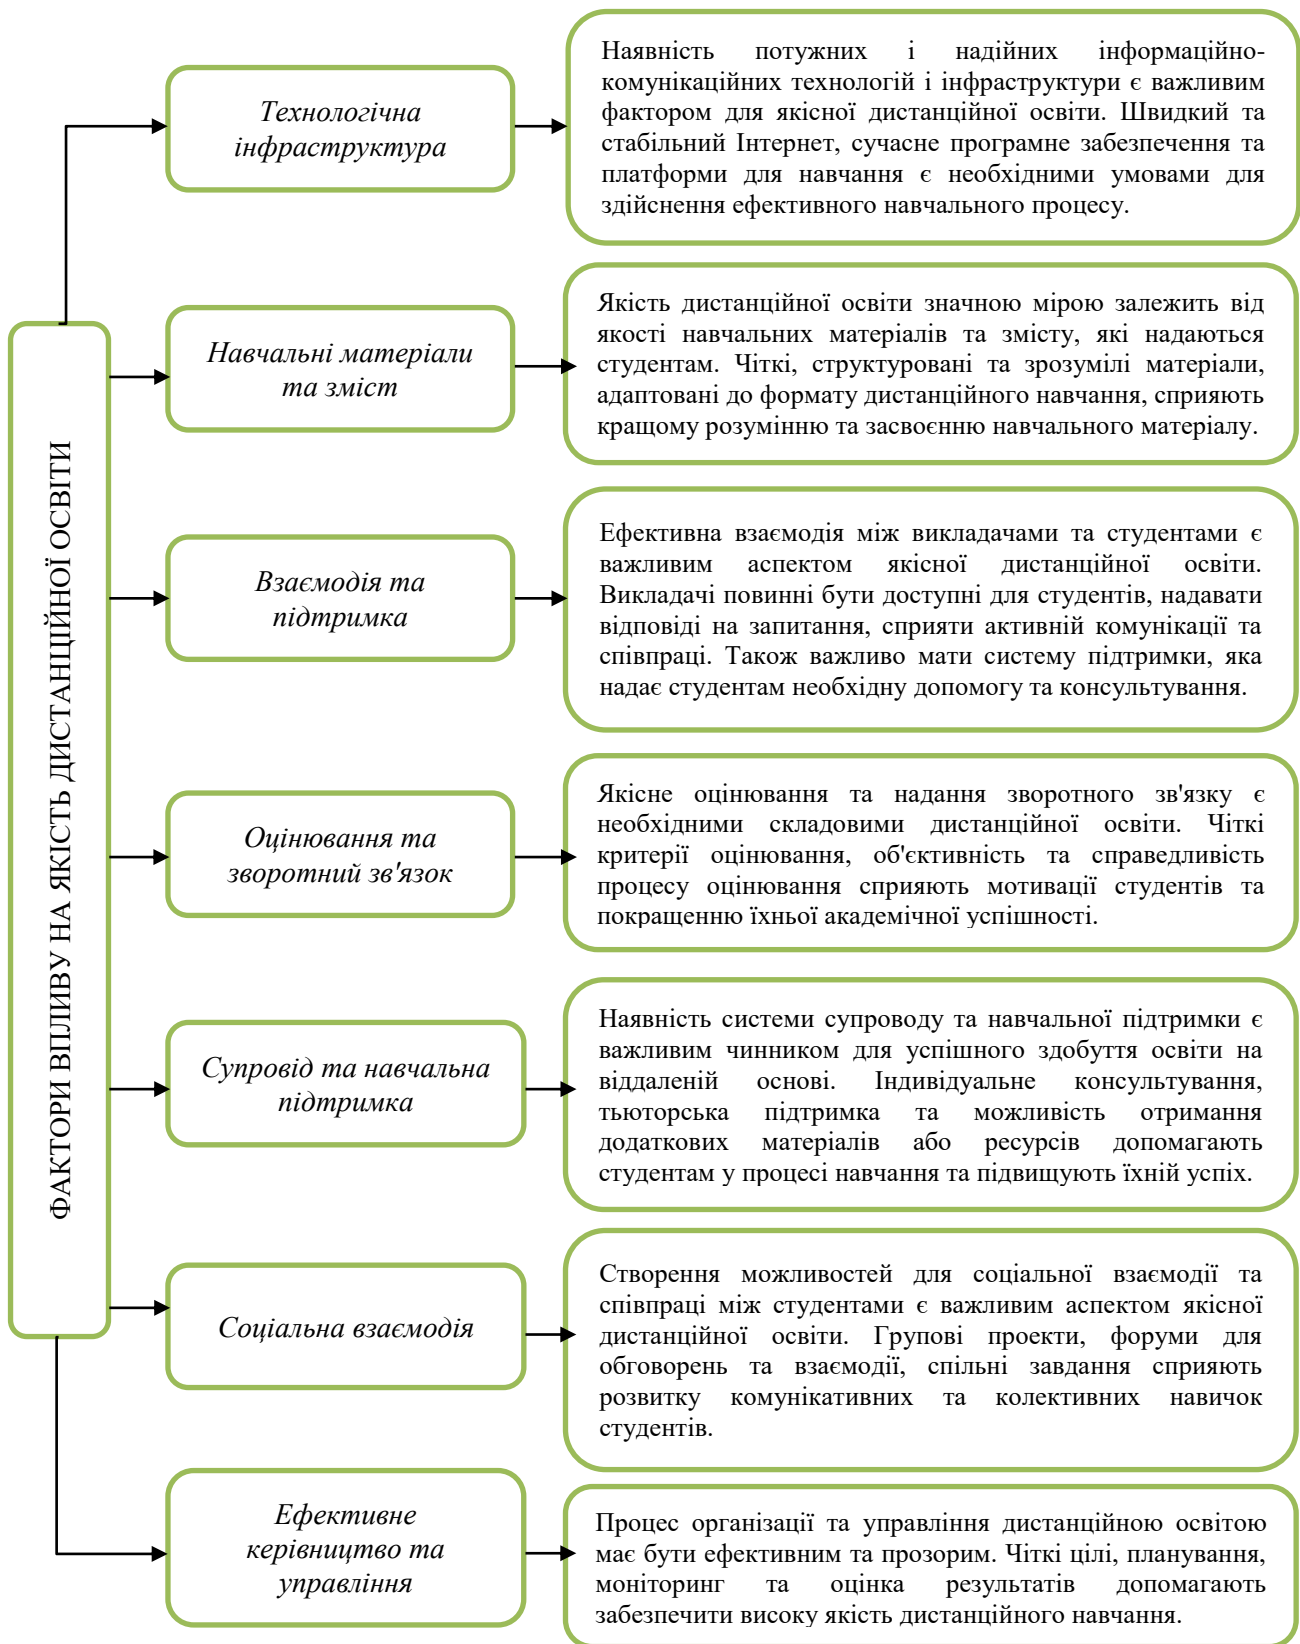 ФАКТОРИ ВПЛИВУ НА ЯКІСТЬ ДИСТАНЦІЙНОЇ ОСВІТИ
Технологічна
інфраструктура
Наявність потужних і надійних інформаційно-
комунікаційних технологій і інфраструктури є важливим
фактором для якісної дистанційної освіти. Швидкий та
стабільний Інтернет, сучасне програмне забезпечення та
платформи для навчання є необхідними умовами для
здійснення ефективного навчального процесу.
Навчальні матеріали
та зміст
Якість дистанційної освіти значною мірою залежить від
якості навчальних матеріалів та змісту, які надаються
студентам. Чіткі, структуровані та зрозумілі матеріали,
адаптовані до формату дистанційного навчання, сприяють
кращому розумінню та засвоєнню навчального матеріалу.
Взаємодія та
підтримка
Ефективна взаємодія між викладачами та студентами є
важливим аспектом якісної дистанційної освіти.
Викладачі повинні бути доступні для студентів, надавати
відповіді на запитання, сприяти активній комунікації та
співпраці. Також важливо мати систему підтримки, яка
надає студентам необхідну допомогу та консультування.
Оцінювання та
зворотний зв'язок
Якісне оцінювання та надання зворотного зв'язку є
необхідними складовими дистанційної освіти. Чіткі
критерії оцінювання, об'єктивність та справедливість
процесу оцінювання сприяють мотивації студентів та
покращенню їхньої академічної успішності.
Супровід та навчальна
підтримка
Наявність системи супроводу та навчальної підтримки є
важливим чинником для успішного здобуття освіти на
віддаленій основі. Індивідуальне консультування,
тьюторська підтримка та можливість отримання
додаткових матеріалів або ресурсів допомагають
студентам у процесі навчання та підвищують їхній успіх.
Соціальна взаємодія
Створення можливостей для соціальної взаємодії та
співпраці між студентами є важливим аспектом якісної
дистанційної освіти. Групові проекти, форуми для
обговорень та взаємодії, спільні завдання сприяють
розвитку комунікативних та колективних навичок
студентів.
Ефективне
керівництво та
управління
Процес організації та управління дистанційною освітою
має бути ефективним та прозорим. Чіткі цілі, планування,
моніторинг та оцінка результатів допомагають
забезпечити високу якість дистанційного навчання.